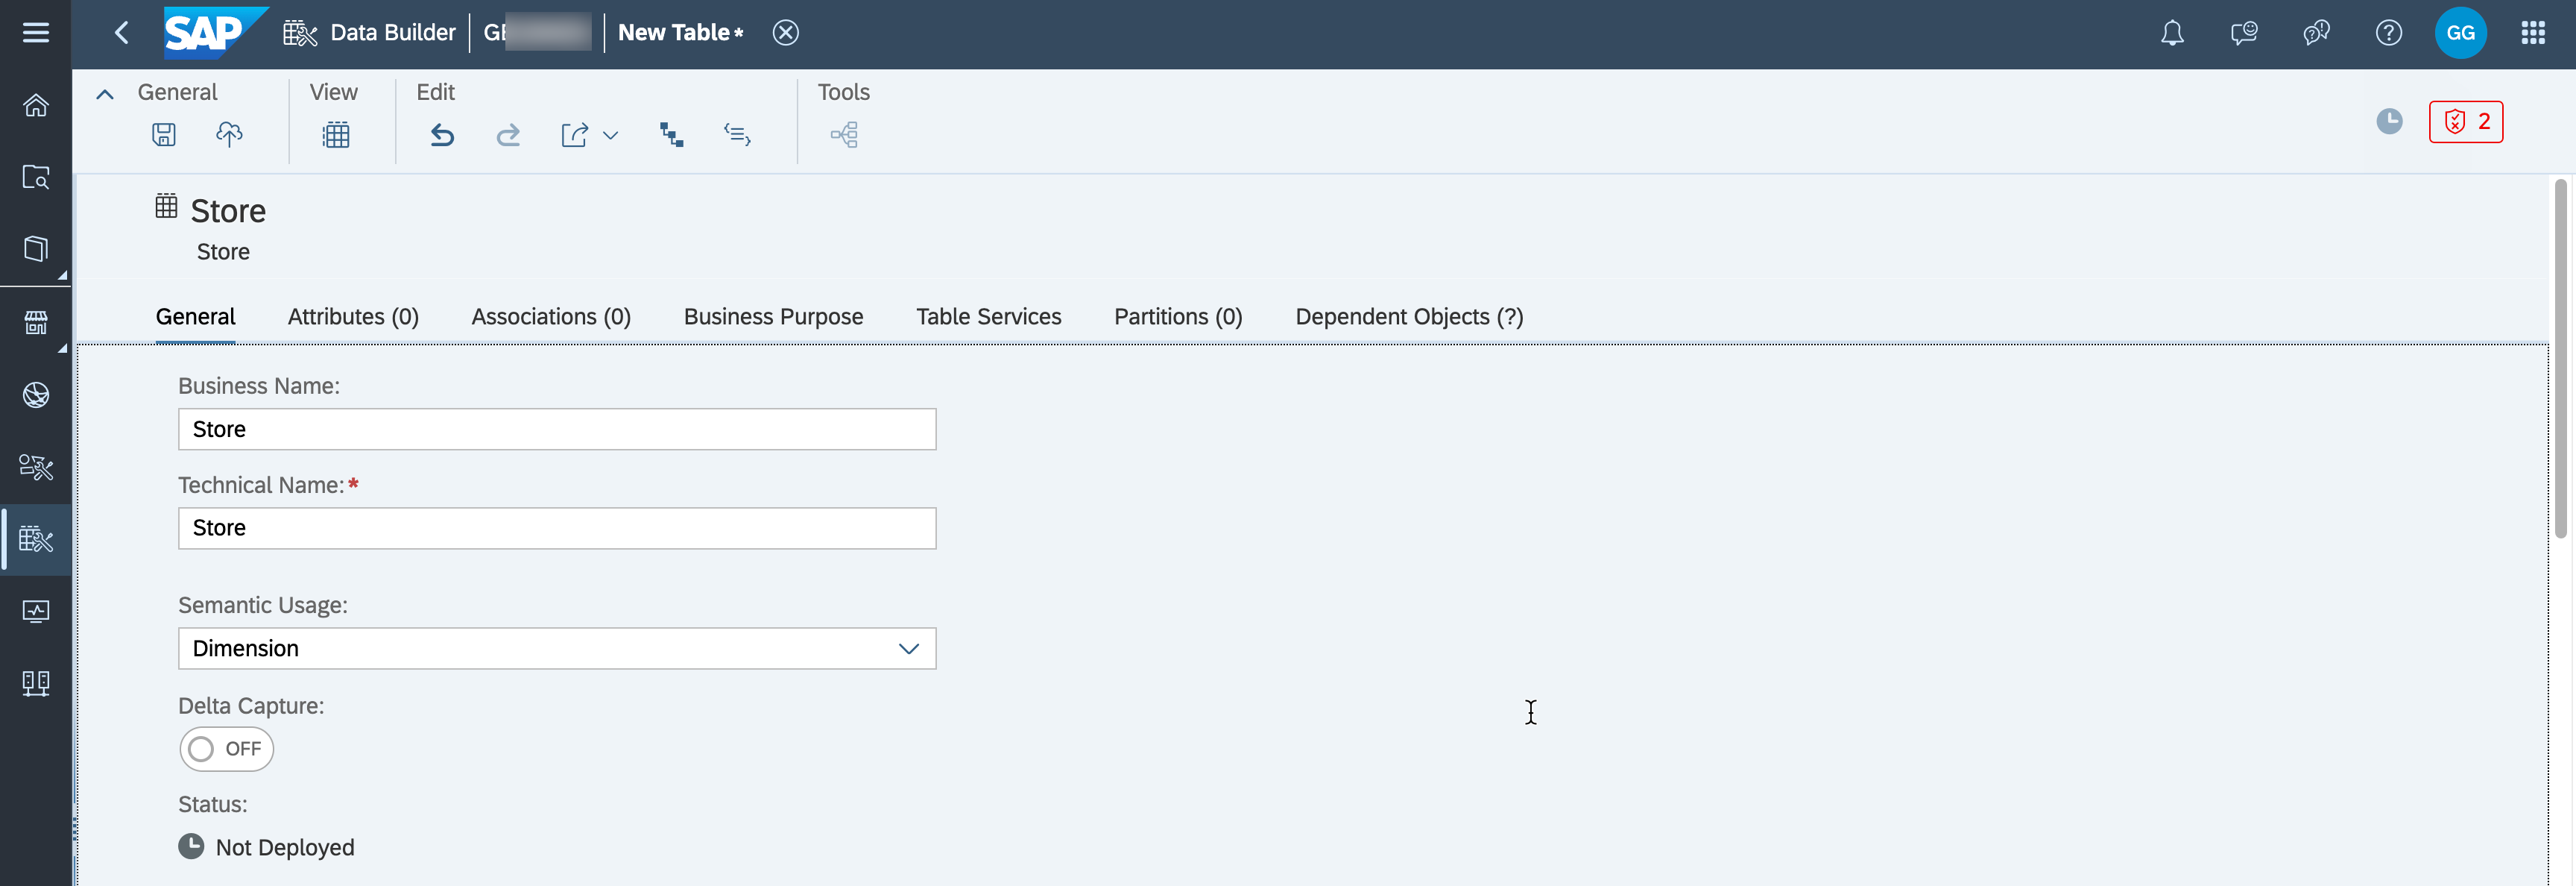 SAP Data Builder New Table * GG
General View Edit Tools
2
Store
Store
General Attributes (0) Associations (0) Business Purpose Table Services Partitions (0) Dependent Objects (?)
Business Name:
Store
Technical Name:*
Store
Semantic Usage:
Dimension
Delta Capture:
OFF
Status:
Not Deployed